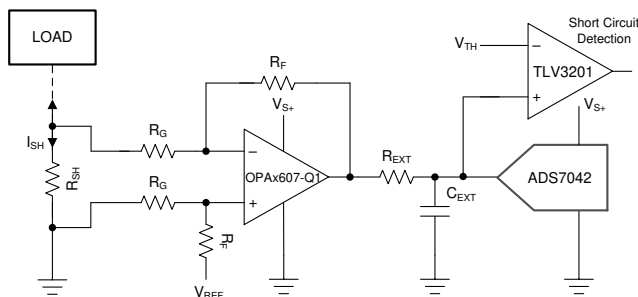 LOAD
Short Circuit
Detection
V_TH
−
TLV3201
+
R_F
V_S+
V_S+
I_SH
R_G
−
R_EXT
R_SH
OPAx607-Q1
ADS7042
R_G
+
C_EXT
R_F
V_REF